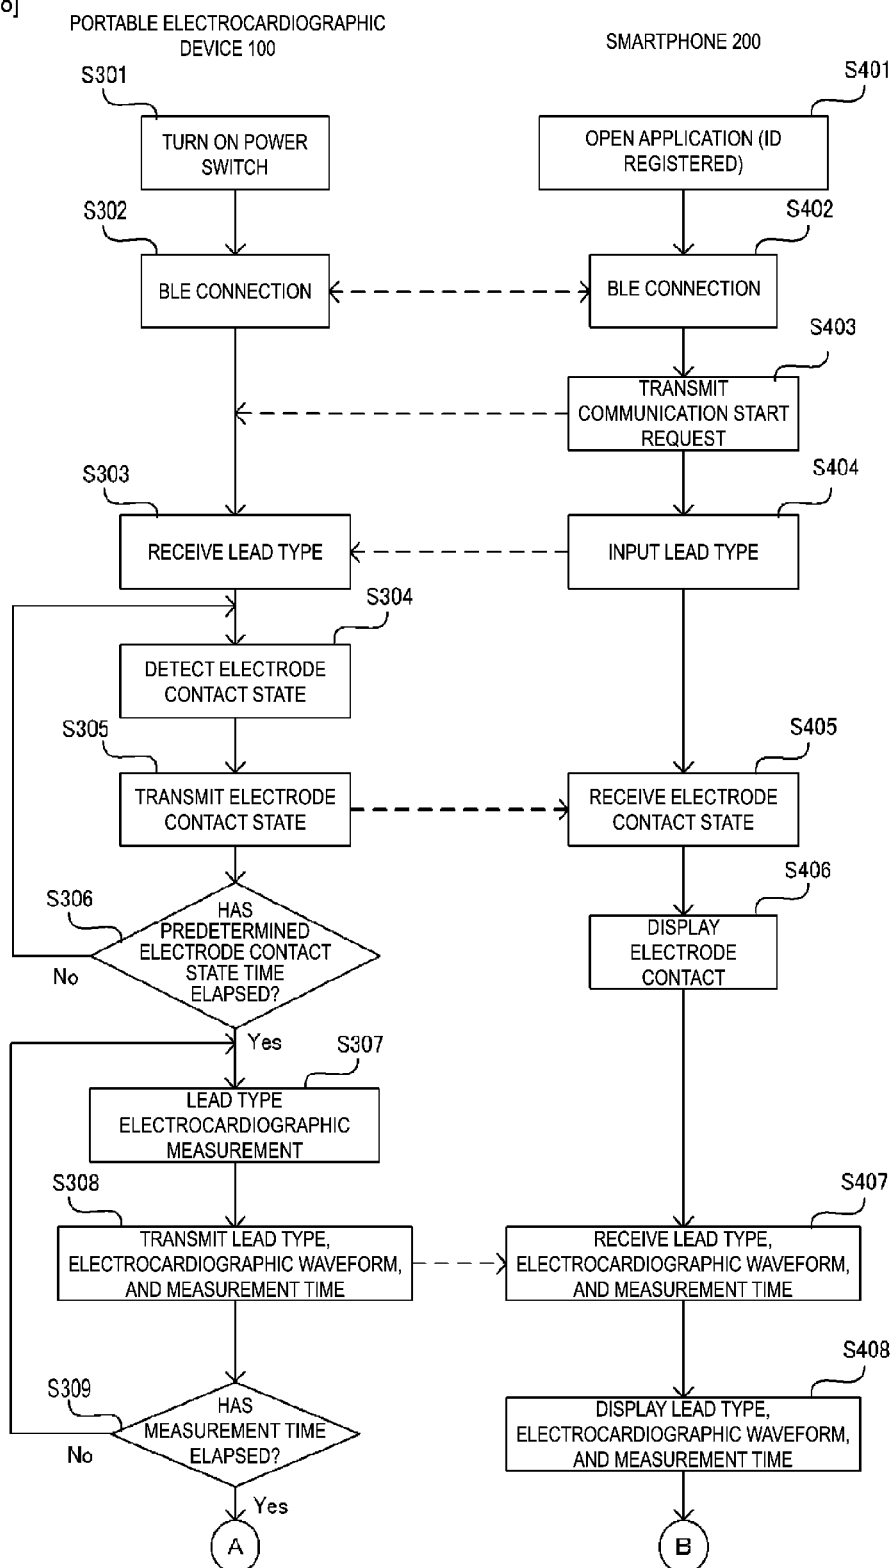 8]
PORTABLE ELECTROCARDIOGRAPHIC
DEVICE 100
SMARTPHONE 200
S301
S401
TURN ON POWER
SWITCH
OPEN APPLICATION (ID
REGISTERED)
S302
S402
BLE CONNECTION
BLE CONNECTION
S403
TRANSMIT
COMMUNICATION START
REQUEST
S303
S404
RECEIVE LEAD TYPE
INPUT LEAD TYPE
S304
DETECT ELECTRODE
CONTACT STATE
S305
S405
TRANSMIT ELECTRODE
CONTACT STATE
RECEIVE ELECTRODE
CONTACT STATE
S306
S406
HAS
PREDETERMINED
ELECTRODE CONTACT
STATE TIME
ELAPSED?
DISPLAY
ELECTRODE
CONTACT
No
Yes
S307
LEAD TYPE
ELECTROCARDIOGRAPHIC
MEASUREMENT
S308
S407
TRANSMIT LEAD TYPE,
ELECTROCARDIOGRAPHIC WAVEFORM,
AND MEASUREMENT TIME
RECEIVE LEAD TYPE,
ELECTROCARDIOGRAPHIC WAVEFORM,
AND MEASUREMENT TIME
S309
S408
HAS
MEASUREMENT TIME
ELAPSED?
DISPLAY LEAD TYPE,
ELECTROCARDIOGRAPHIC WAVEFORM,
AND MEASUREMENT TIME
No
Yes
A
B